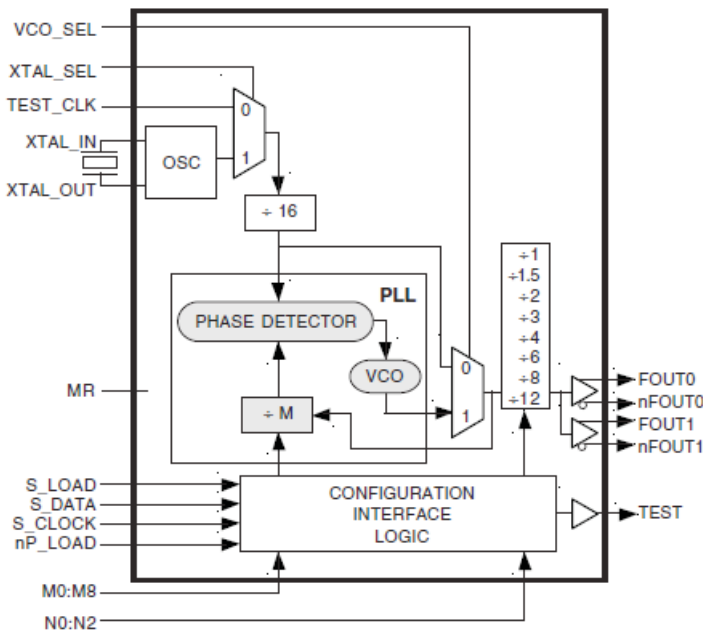 VCO_SEL
XTAL_SEL
TEST_CLK
0
XTAL_IN
OSC
1
XTAL_OUT
÷ 16
÷1
÷1.5
÷2
÷3
÷4
÷6
÷8
÷12
PLL
PHASE DETECTOR
VCO
0
1
MR
÷ M
FOUT0
nFOUT0
FOUT1
nFOUT1
S_LOAD
S_DATA
S_CLOCK
nP_LOAD
CONFIGURATION
INTERFACE
LOGIC
TEST
M0:M8
N0:N2